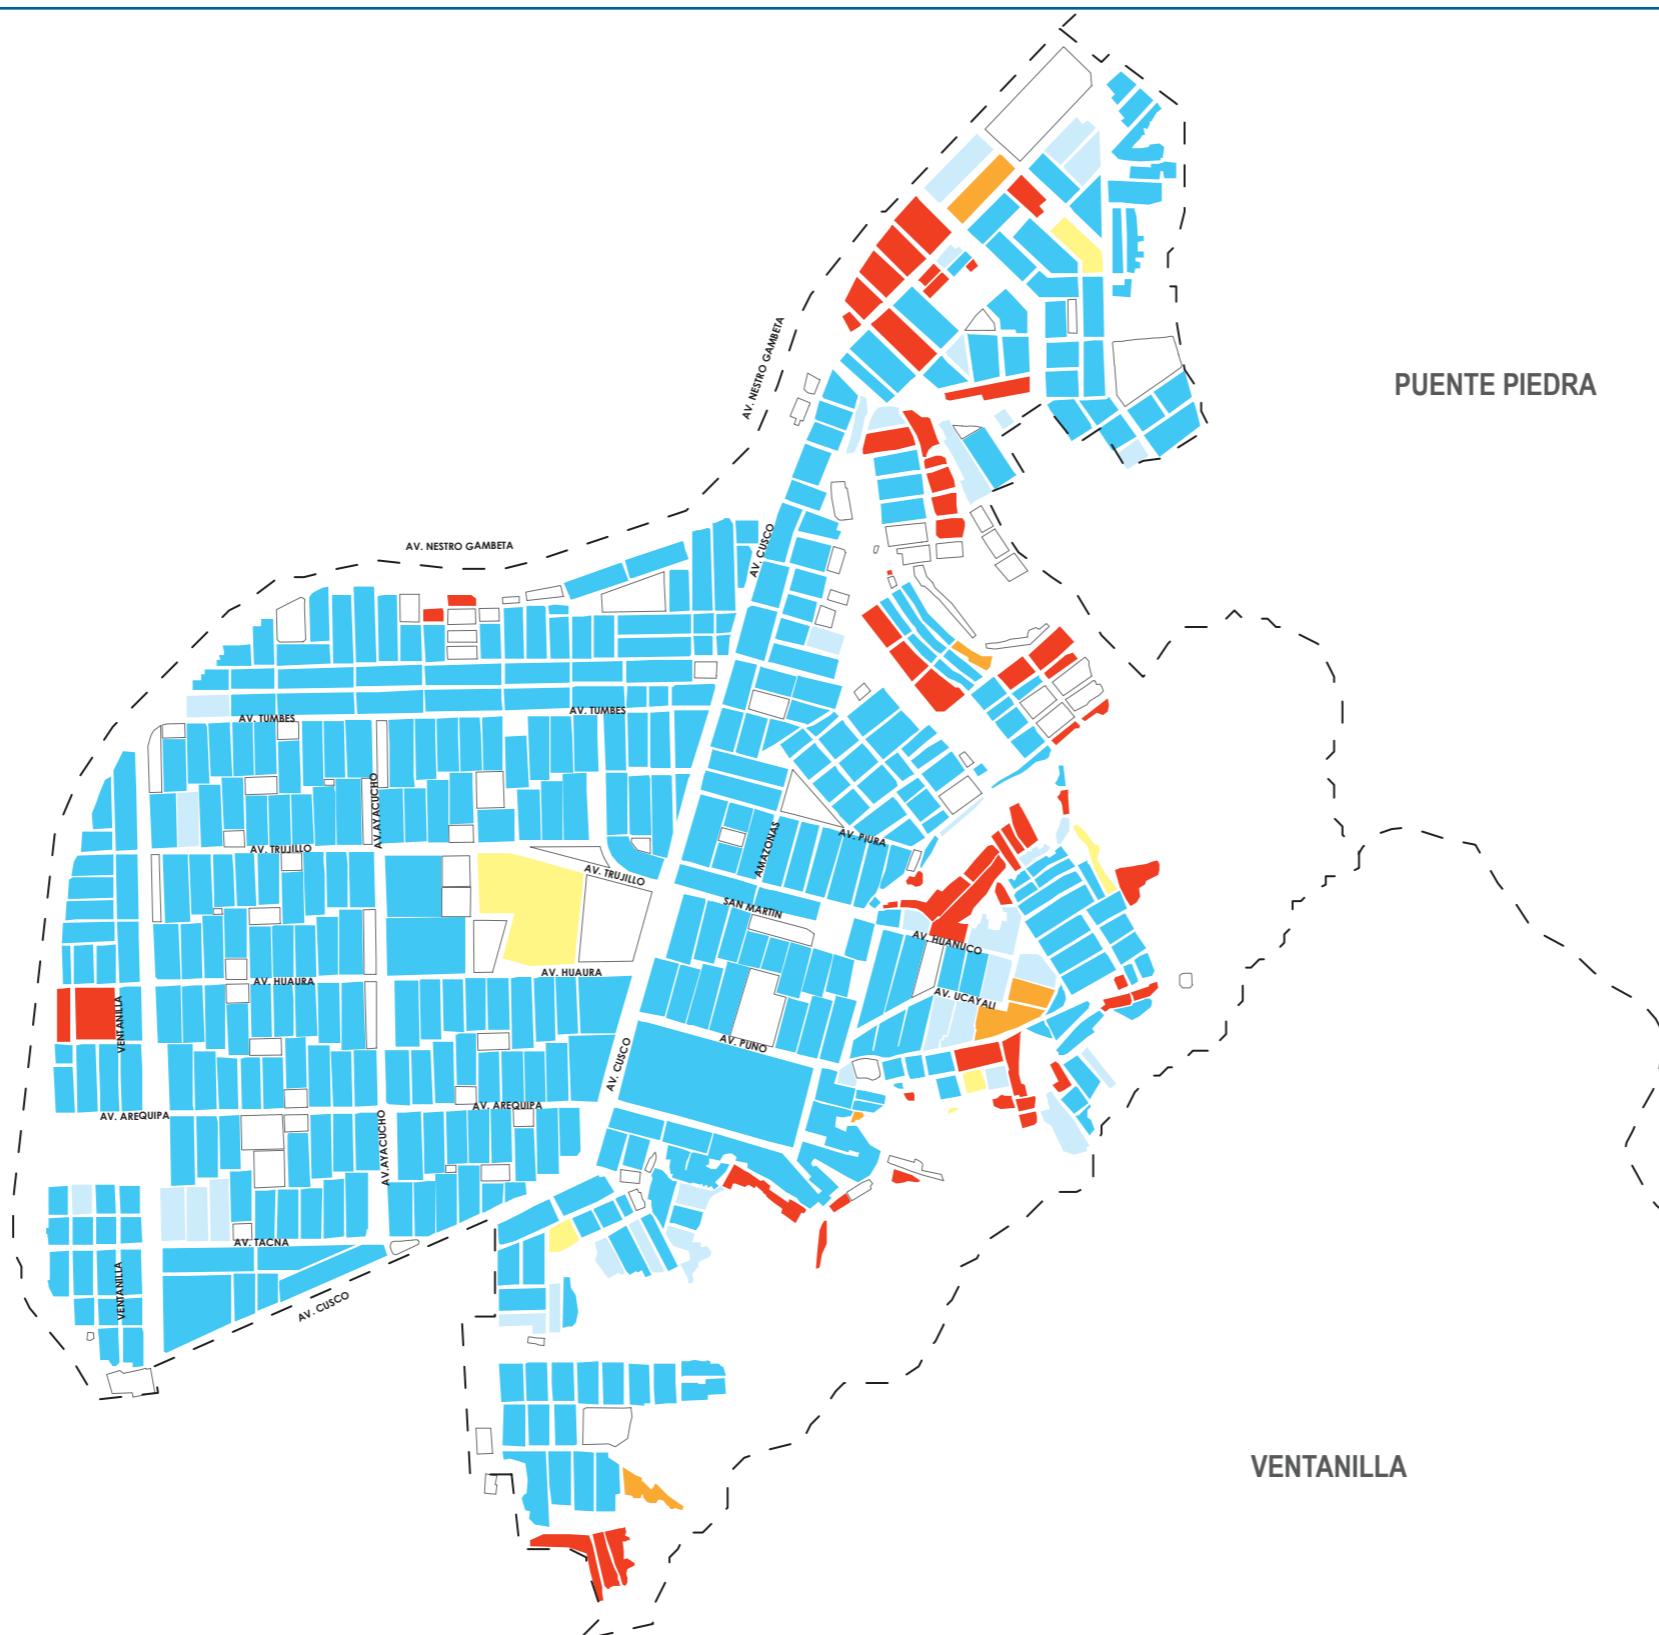 AV. NESTRO GAMBETA
PUENTE PIEDRA
AV. NESTRO GAMBETA
AV. CUSCO
AV. TUMBES
AV. TUMBES
AV.AYACUCHO
AV. TRUJILLO
AV. TRUJILLO
AMAZONAS
AV. PIURA
SAN MARTIN
AV. HUANUCO
AV. HUAURA
AV. HUAURA
AV. UCAYALI
VENTANILLA
AV. PUNO
AV. CUSCO
AV. AREQUIPA
AV. AREQUIPA
AV.AYACUCHO
AV. TACNA
VENTANILLA
AV. CUSCO
VENTANILLA